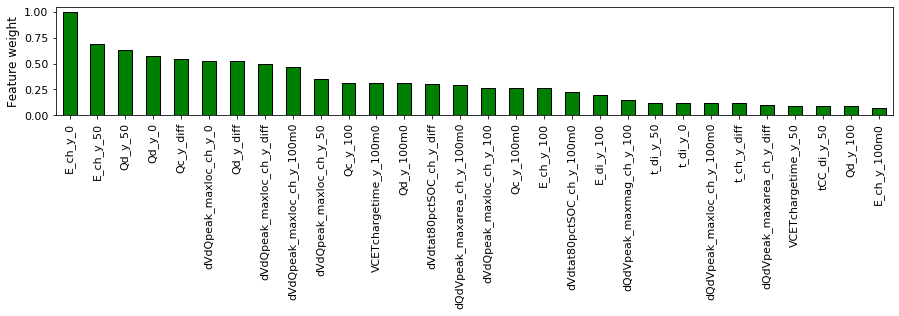 Feature weight
1.00
0.75
0.50
0.25
0.00
E_ch_y_0
E_ch_y_50
Qd_y_50
Qd_y_0
Qc_y_diff
dVdQpeak_maxloc_ch_y_0
Qd_y_diff
dVdQpeak_maxloc_ch_y_diff
dVdQpeak_maxloc_ch_y_100m0
dVdQpeak_maxloc_ch_y_50
Qc_y_100
VCETchargetime_y_100m0
Qd_y_100m0
dVdtat80pctSOC_ch_y_diff
dQdVpeak_maxarea_ch_y_100m0
dVdQpeak_maxloc_ch_y_100
Qc_y_100m0
E_ch_y_100
dVdtat80pctSOC_ch_y_100m0
E_di_y_100
dQdVpeak_maxmag_ch_y_100
t_di_y_50
t_di_y_0
dQdVpeak_maxloc_ch_y_100m0
t_ch_y_diff
dQdVpeak_maxarea_ch_y_diff
VCETchargetime_y_50
tCC_di_y_50
Qd_y_100
E_ch_y_100m0